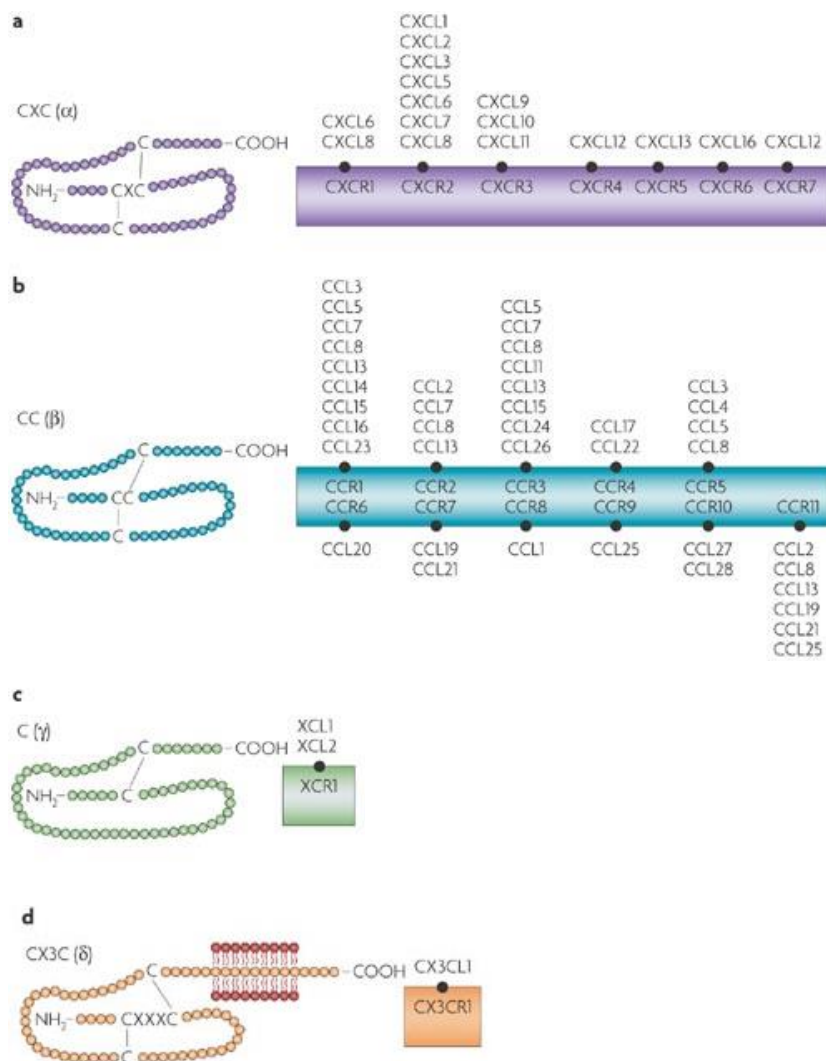 a
CXC (α)
NH2
CXC
C
C
COOH
CXCL6
CXCL8
CXCR1
CXCL1
CXCL2
CXCL3
CXCL5
CXCL6
CXCL7
CXCL8
CXCR2
CXCL9
CXCL10
CXCL11
CXCR3
CXCL12
CXCR4
CXCL13
CXCR5
CXCL16
CXCR6
CXCL12
CXCR7
b
CC (β)
NH2
CC
C
C
COOH
CCL3
CCL5
CCL7
CCL8
CCL13
CCL14
CCL15
CCL16
CCL23
CCR1
CCR6
CCL20
CCL2
CCL7
CCL8
CCL13
CCR2
CCR7
CCL19
CCL21
CCL5
CCL7
CCL8
CCL11
CCL13
CCL15
CCL24
CCL26
CCR3
CCR8
CCL1
CCL17
CCL22
CCR4
CCR9
CCL25
CCL3
CCL4
CCL5
CCL8
CCR5
CCR10
CCL27
CCL28
CCR11
CCL2
CCL8
CCL13
CCL19
CCL21
CCL25
c
C (γ)
C
COOH
NH2
C
XCL1
XCL2
XCR1
d
CX3C (δ)
C
COOH
NH2
CXXXC
C
CX3CL1
CX3CR1